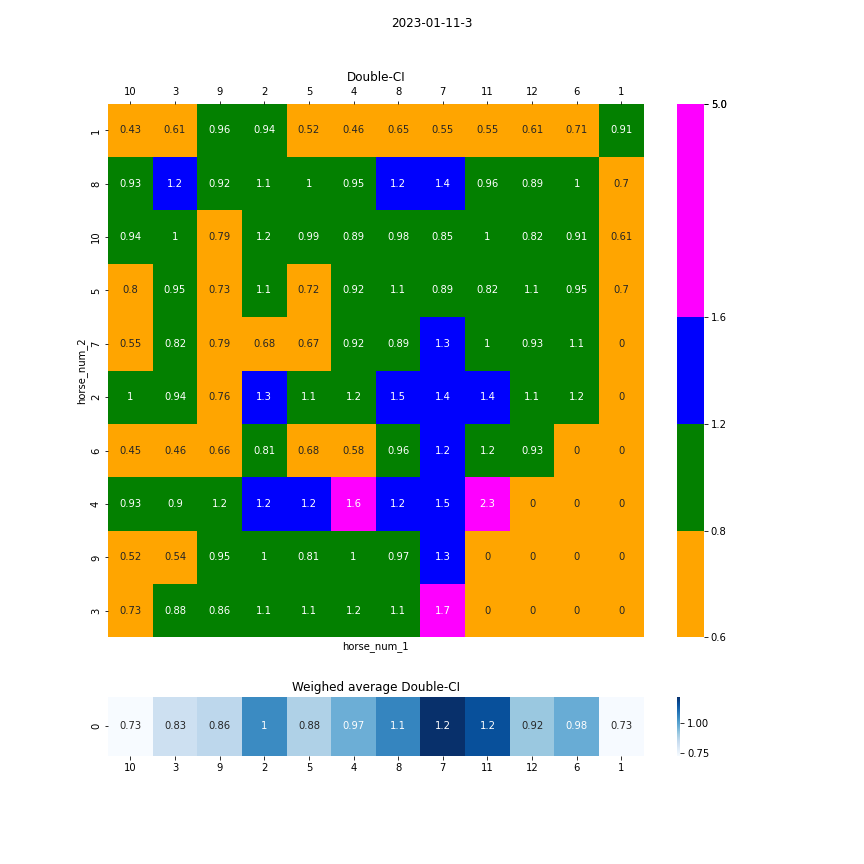 2023-01-11-3
Double-CI
10 3 9 2 5 4 8 7 11 12 6 1
1 0.43 0.61 0.96 0.94 0.52 0.46 0.65 0.55 0.55 0.61 0.71 0.91
8 0.93 1.2 0.92 1.1 1 0.95 1.2 1.4 0.96 0.89 1 0.7
10 0.94 1 0.79 1.2 0.99 0.89 0.98 0.85 1 0.82 0.91 0.61
5 0.8 0.95 0.73 1.1 0.72 0.92 1.1 0.89 0.82 1.1 0.95 0.7
7 0.55 0.82 0.79 0.68 0.67 0.92 0.89 1.3 1 0.93 1.1 0
2 1 0.94 0.76 1.3 1.1 1.2 1.5 1.4 1.4 1.1 1.2 0
6 0.45 0.46 0.66 0.81 0.68 0.58 0.96 1.2 1.2 0.93 0 0
4 0.93 0.9 1.2 1.2 1.2 1.6 1.2 1.5 2.3 0 0 0
9 0.52 0.54 0.95 1 0.81 1 0.97 1.3 0 0 0 0
3 0.73 0.88 0.86 1.1 1.1 1.2 1.1 1.7 0 0 0 0
horse_num_2
horse_num_1
5.0
1.6
1.2
0.8
0.6
Weighed average Double-CI
0 0.73 0.83 0.86 1 0.88 0.97 1.1 1.2 1.2 0.92 0.98 0.73
10 3 9 2 5 4 8 7 11 12 6 1
1.00
0.75